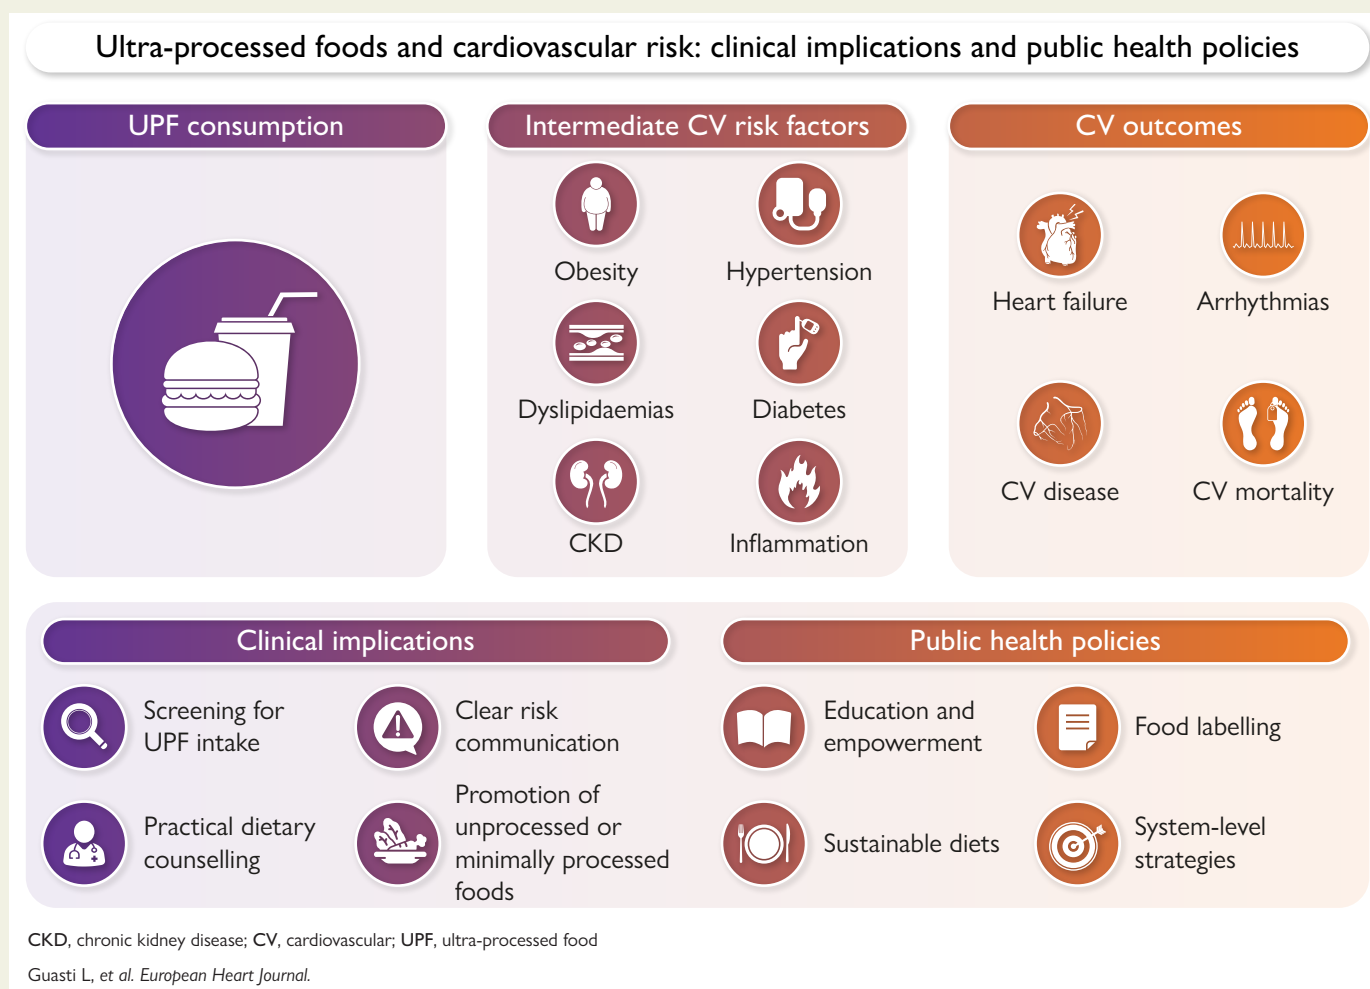 Ultra-processed foods and cardiovascular risk: clinical implications and public health policies
UPF consumption
Intermediate CV risk factors
Obesity
Hypertension
Dyslipidaemias
Diabetes
CKD
Inflammation
CV outcomes
Heart failure
Arrhythmias
CV disease
CV mortality
Clinical implications
Screening for
UPF intake
Clear risk
communication
Practical dietary
counselling
Promotion of
unprocessed or
minimally processed
foods
Public health policies
Education and
empowerment
Food labelling
Sustainable diets
System-level
strategies
CKD, chronic kidney disease; CV, cardiovascular; UPF, ultra-processed food
Guasti L, et al. European Heart Journal.